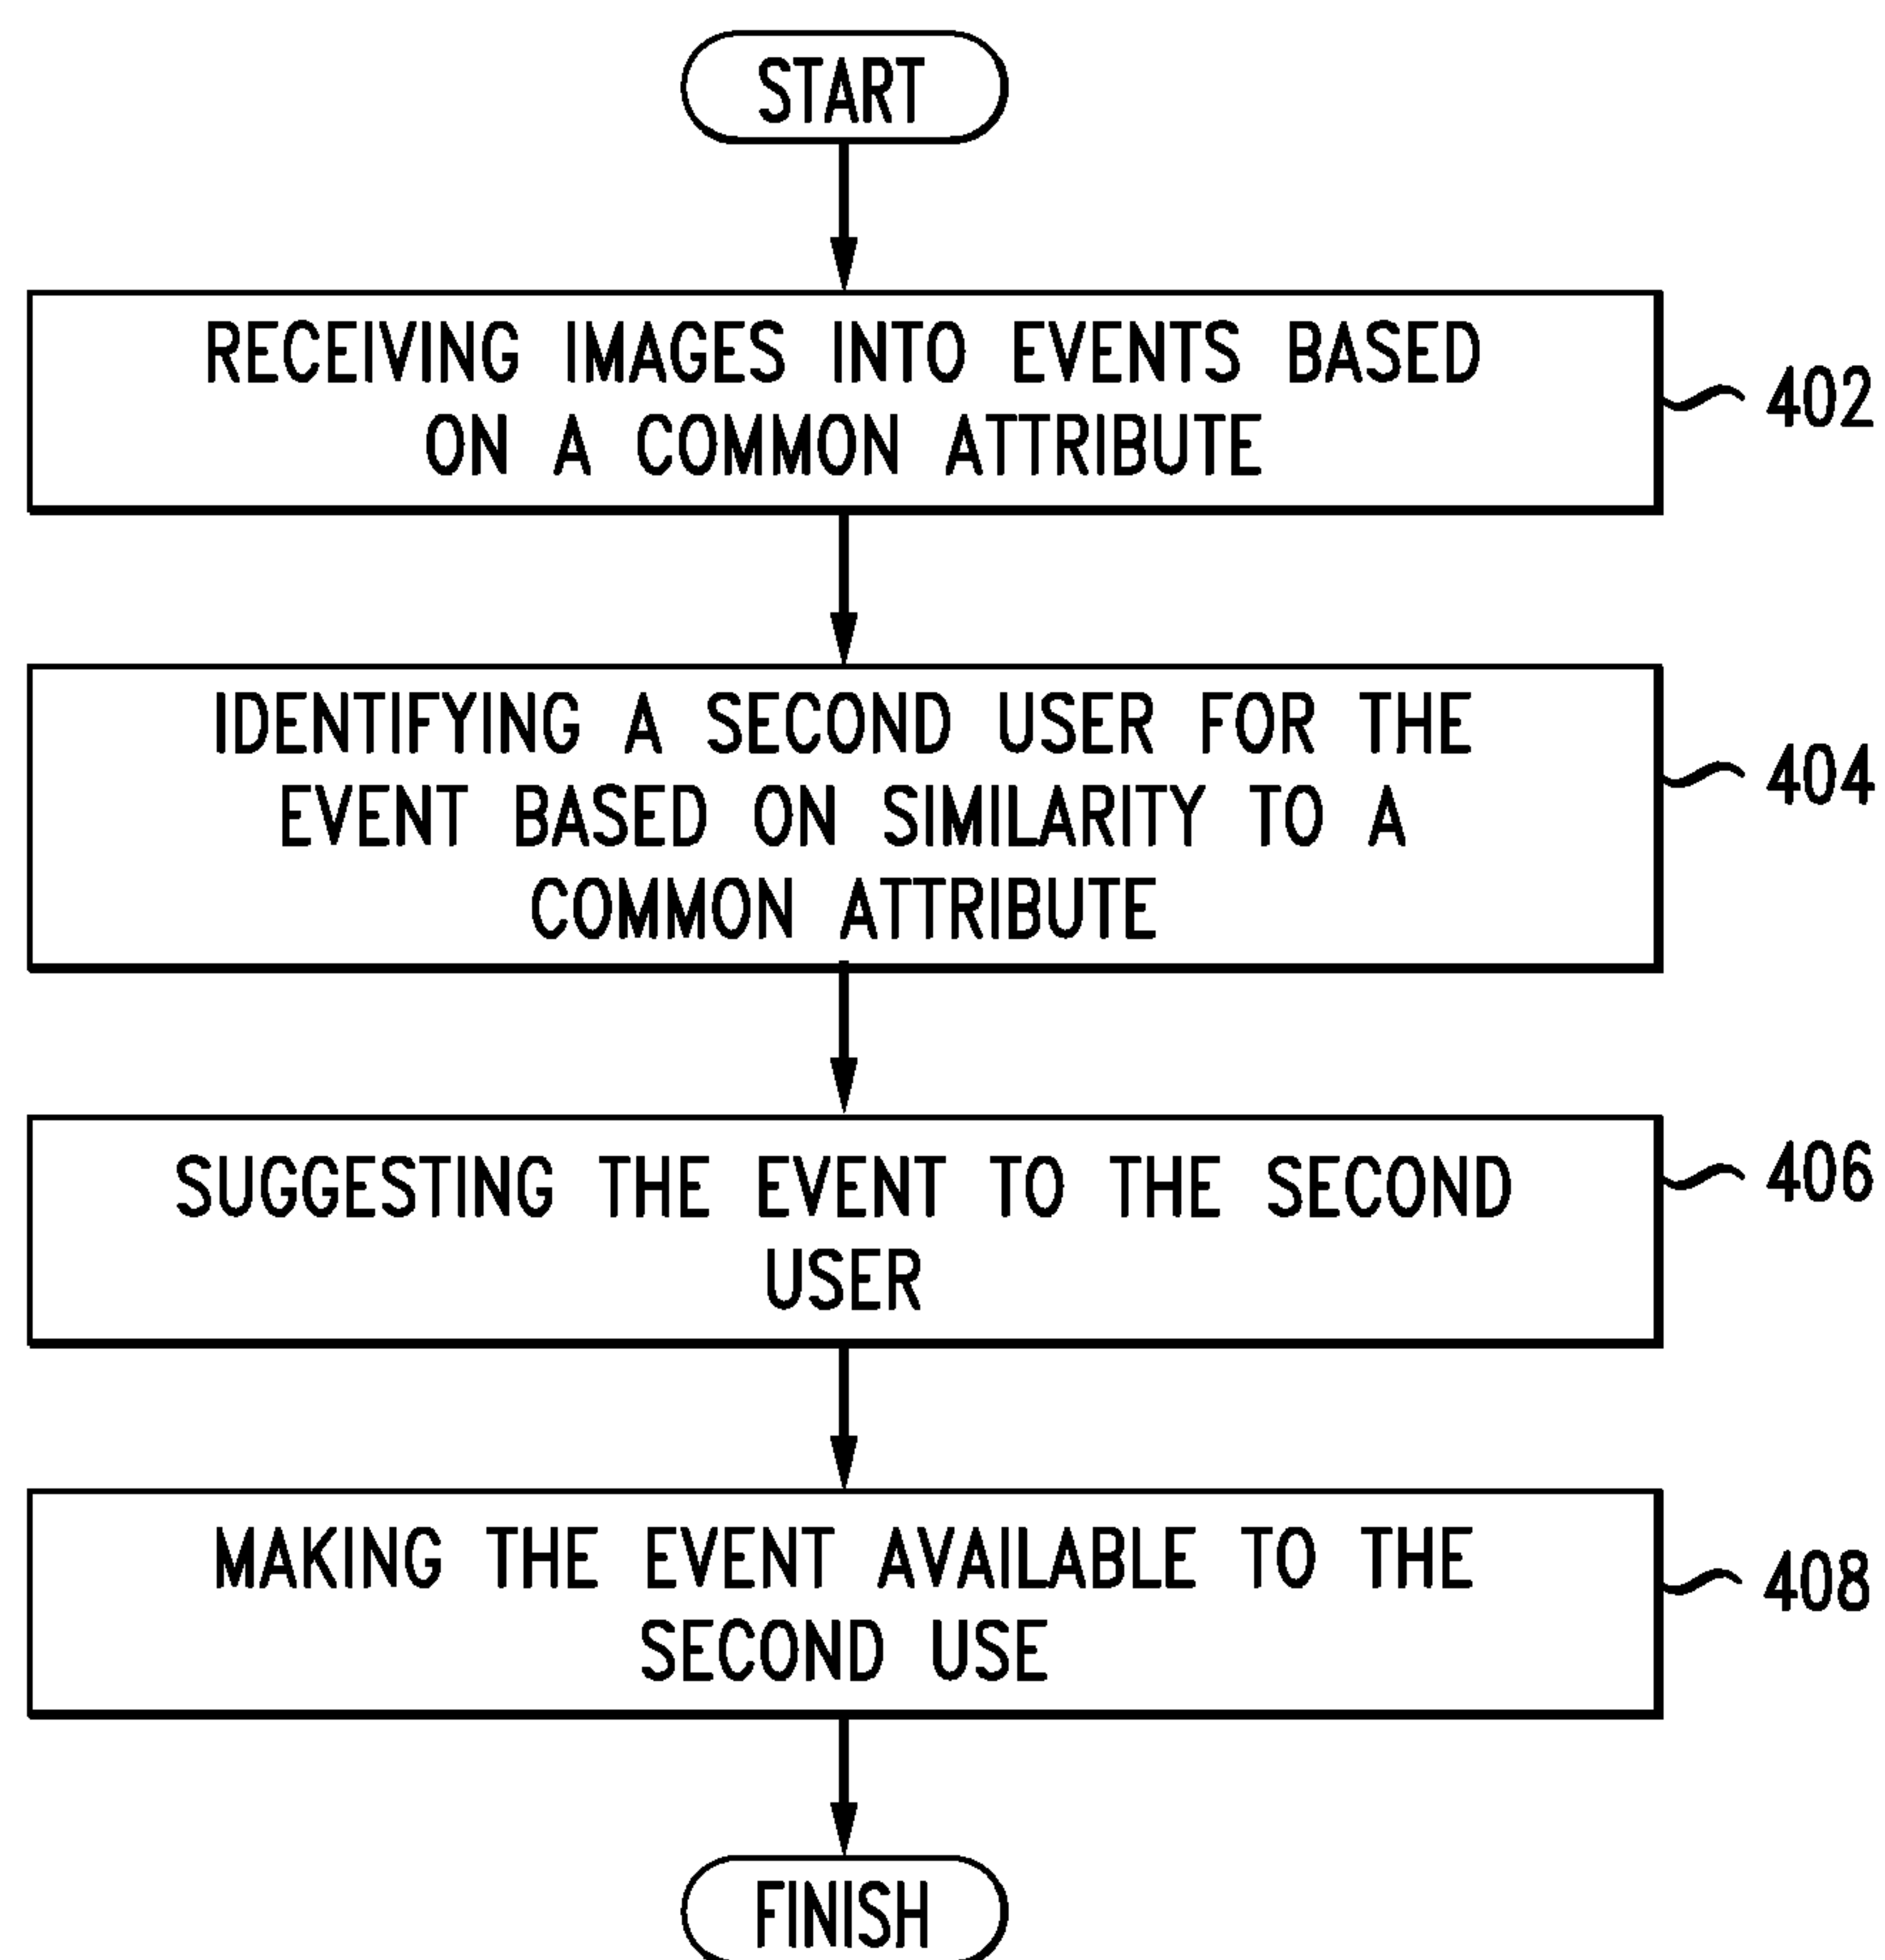 START
RECEIVING IMAGES INTO EVENTS BASED
ON A COMMON ATTRIBUTE
402
IDENTIFYING A SECOND USER FOR THE
EVENT BASED ON SIMILARITY TO A
COMMON ATTRIBUTE
404
SUGGESTING THE EVENT TO THE SECOND
USER
406
MAKING THE EVENT AVAILABLE TO THE
SECOND USE
408
FINISH